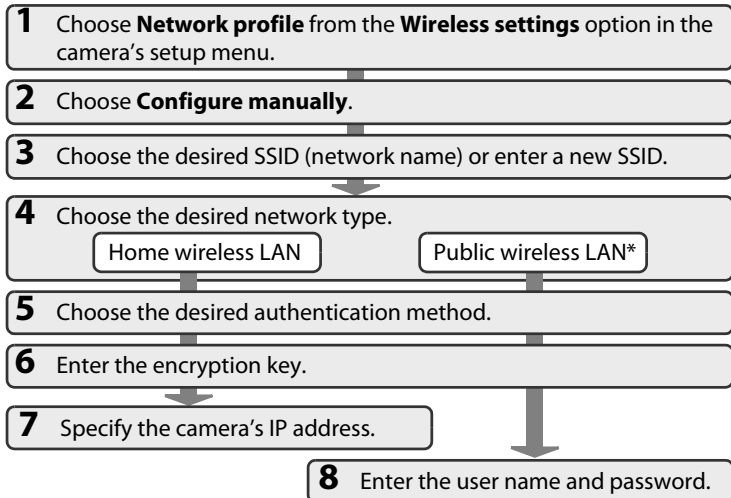 1 Choose Network profile from the Wireless settings option in the
camera’s setup menu.
2 Choose Configure manually.
3 Choose the desired SSID (network name) or enter a new SSID.
4 Choose the desired network type.
Home wireless LAN
Public wireless LAN*
5 Choose the desired authentication method.
6 Enter the encryption key.
7 Specify the camera’s IP address.
8 Enter the user name and password.